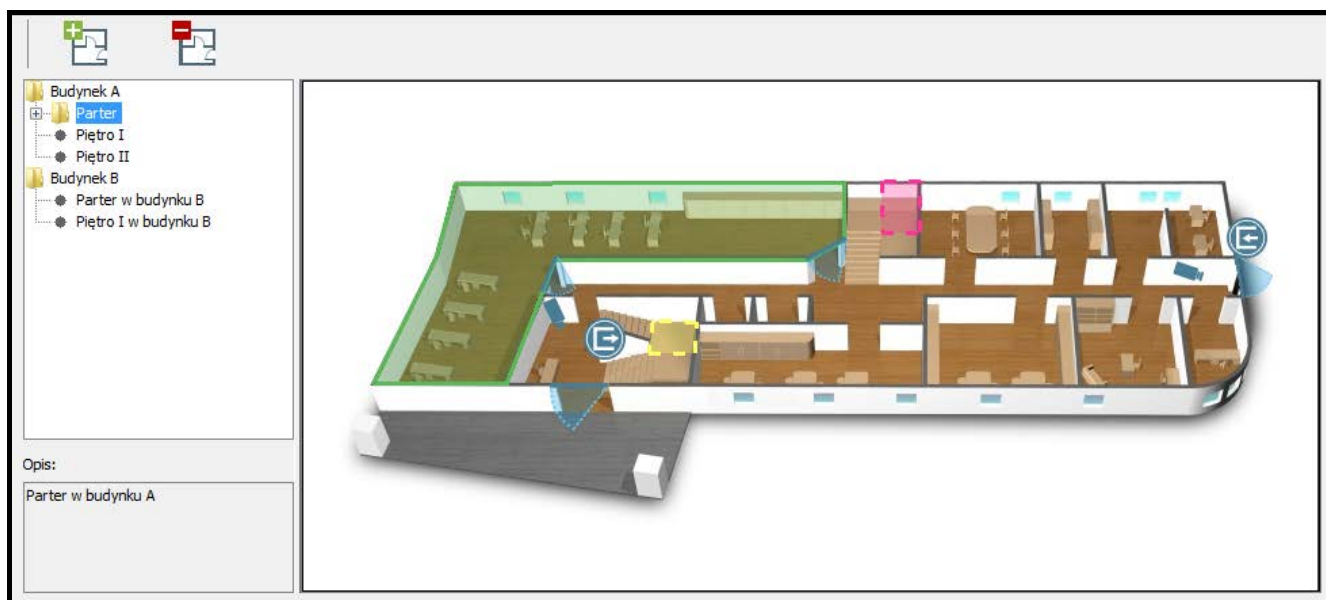 Budynek A
Parter
Piętro I
Piętro II
Budynek B
Parter w budynku B
Piętro I w budynku B
Opis:
Parter w budynku A